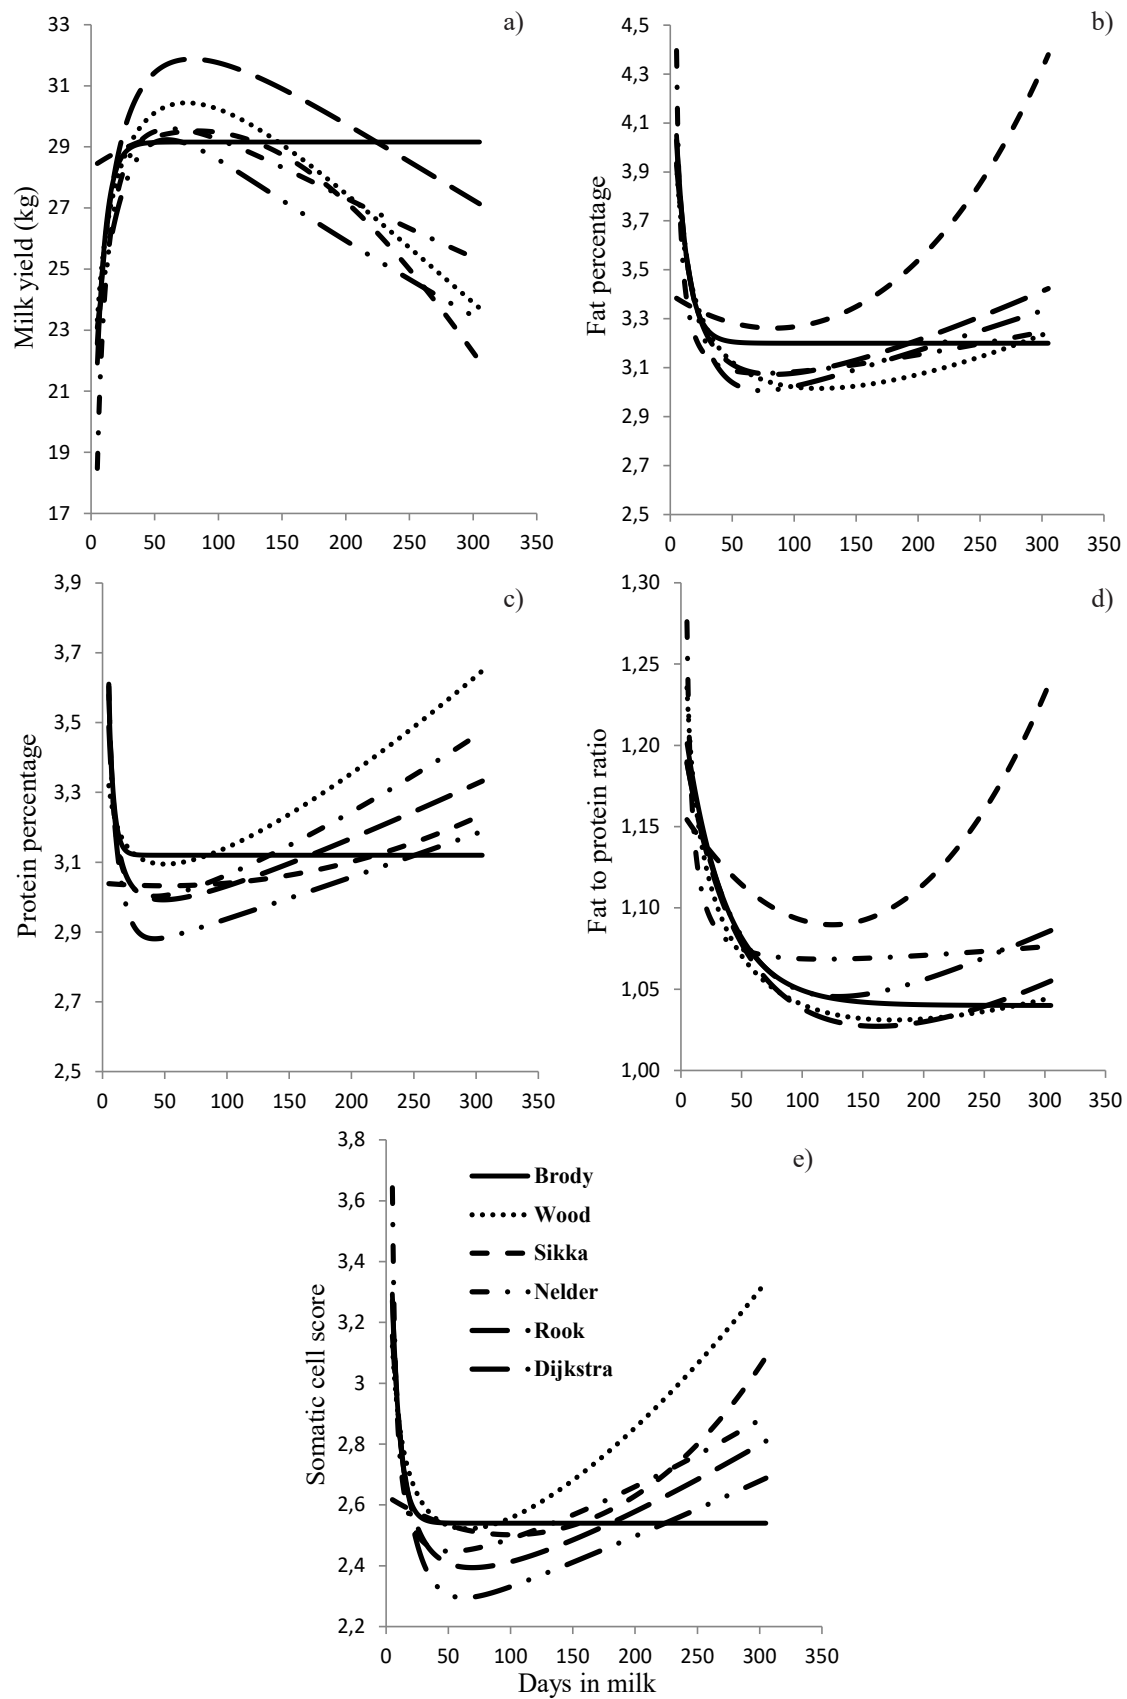 a)
Milk yield (kg)
33
31
29
27
25
23
21
19
17
0 50 100 150 200 250 300 350
b)
Fat percentage
4,5
4,3
4,1
3,9
3,7
3,5
3,3
3,1
2,9
2,7
2,5
0 50 100 150 200 250 300 350
c)
Protein percentage
3,9
3,7
3,5
3,3
3,1
2,9
2,7
2,5
0 50 100 150 200 250 300 350
d)
Fat to protein ratio
1,30
1,25
1,20
1,15
1,10
1,05
1,00
0 50 100 150 200 250 300 350
e)
Somatic cell score
3,8
3,6
3,4
3,2
3
2,8
2,6
2,4
2,2
Brody
Wood
Sikka
Nelder
Rook
Dijkstra
0 50 100 150 200 250 300 350
Days in milk